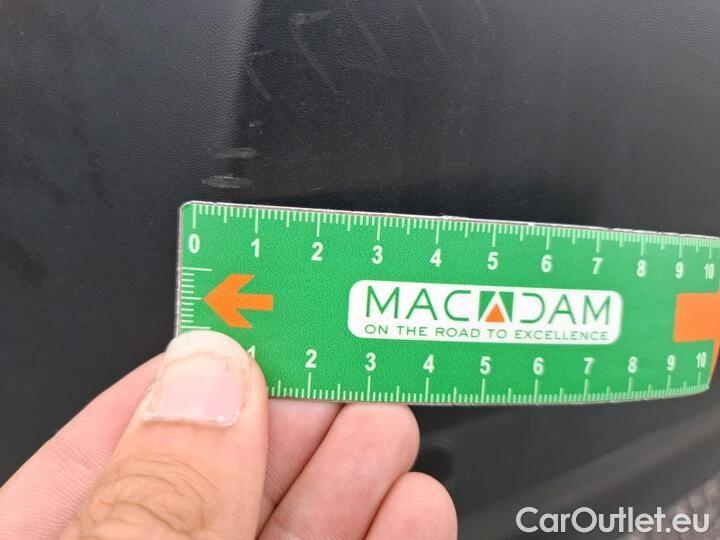 0 1 2 3 4 5 6 7 8 9 10
MACADAM
ON THE ROAD TO EXCELLENCE
1 2 3 4 5 6 7 8 9 10
CarOutlet.eu